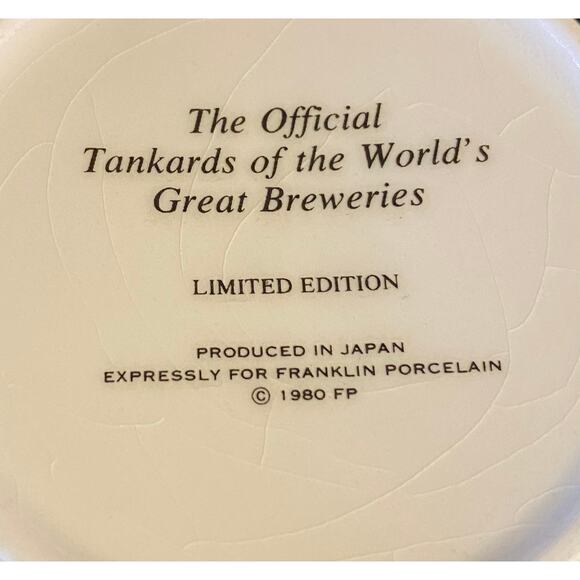 The Official
Tankards of the World's
Great Breweries
LIMITED EDITION
PRODUCED IN JAPAN
EXPRESSLY FOR FRANKLIN PORCELAIN
© 1980 FP